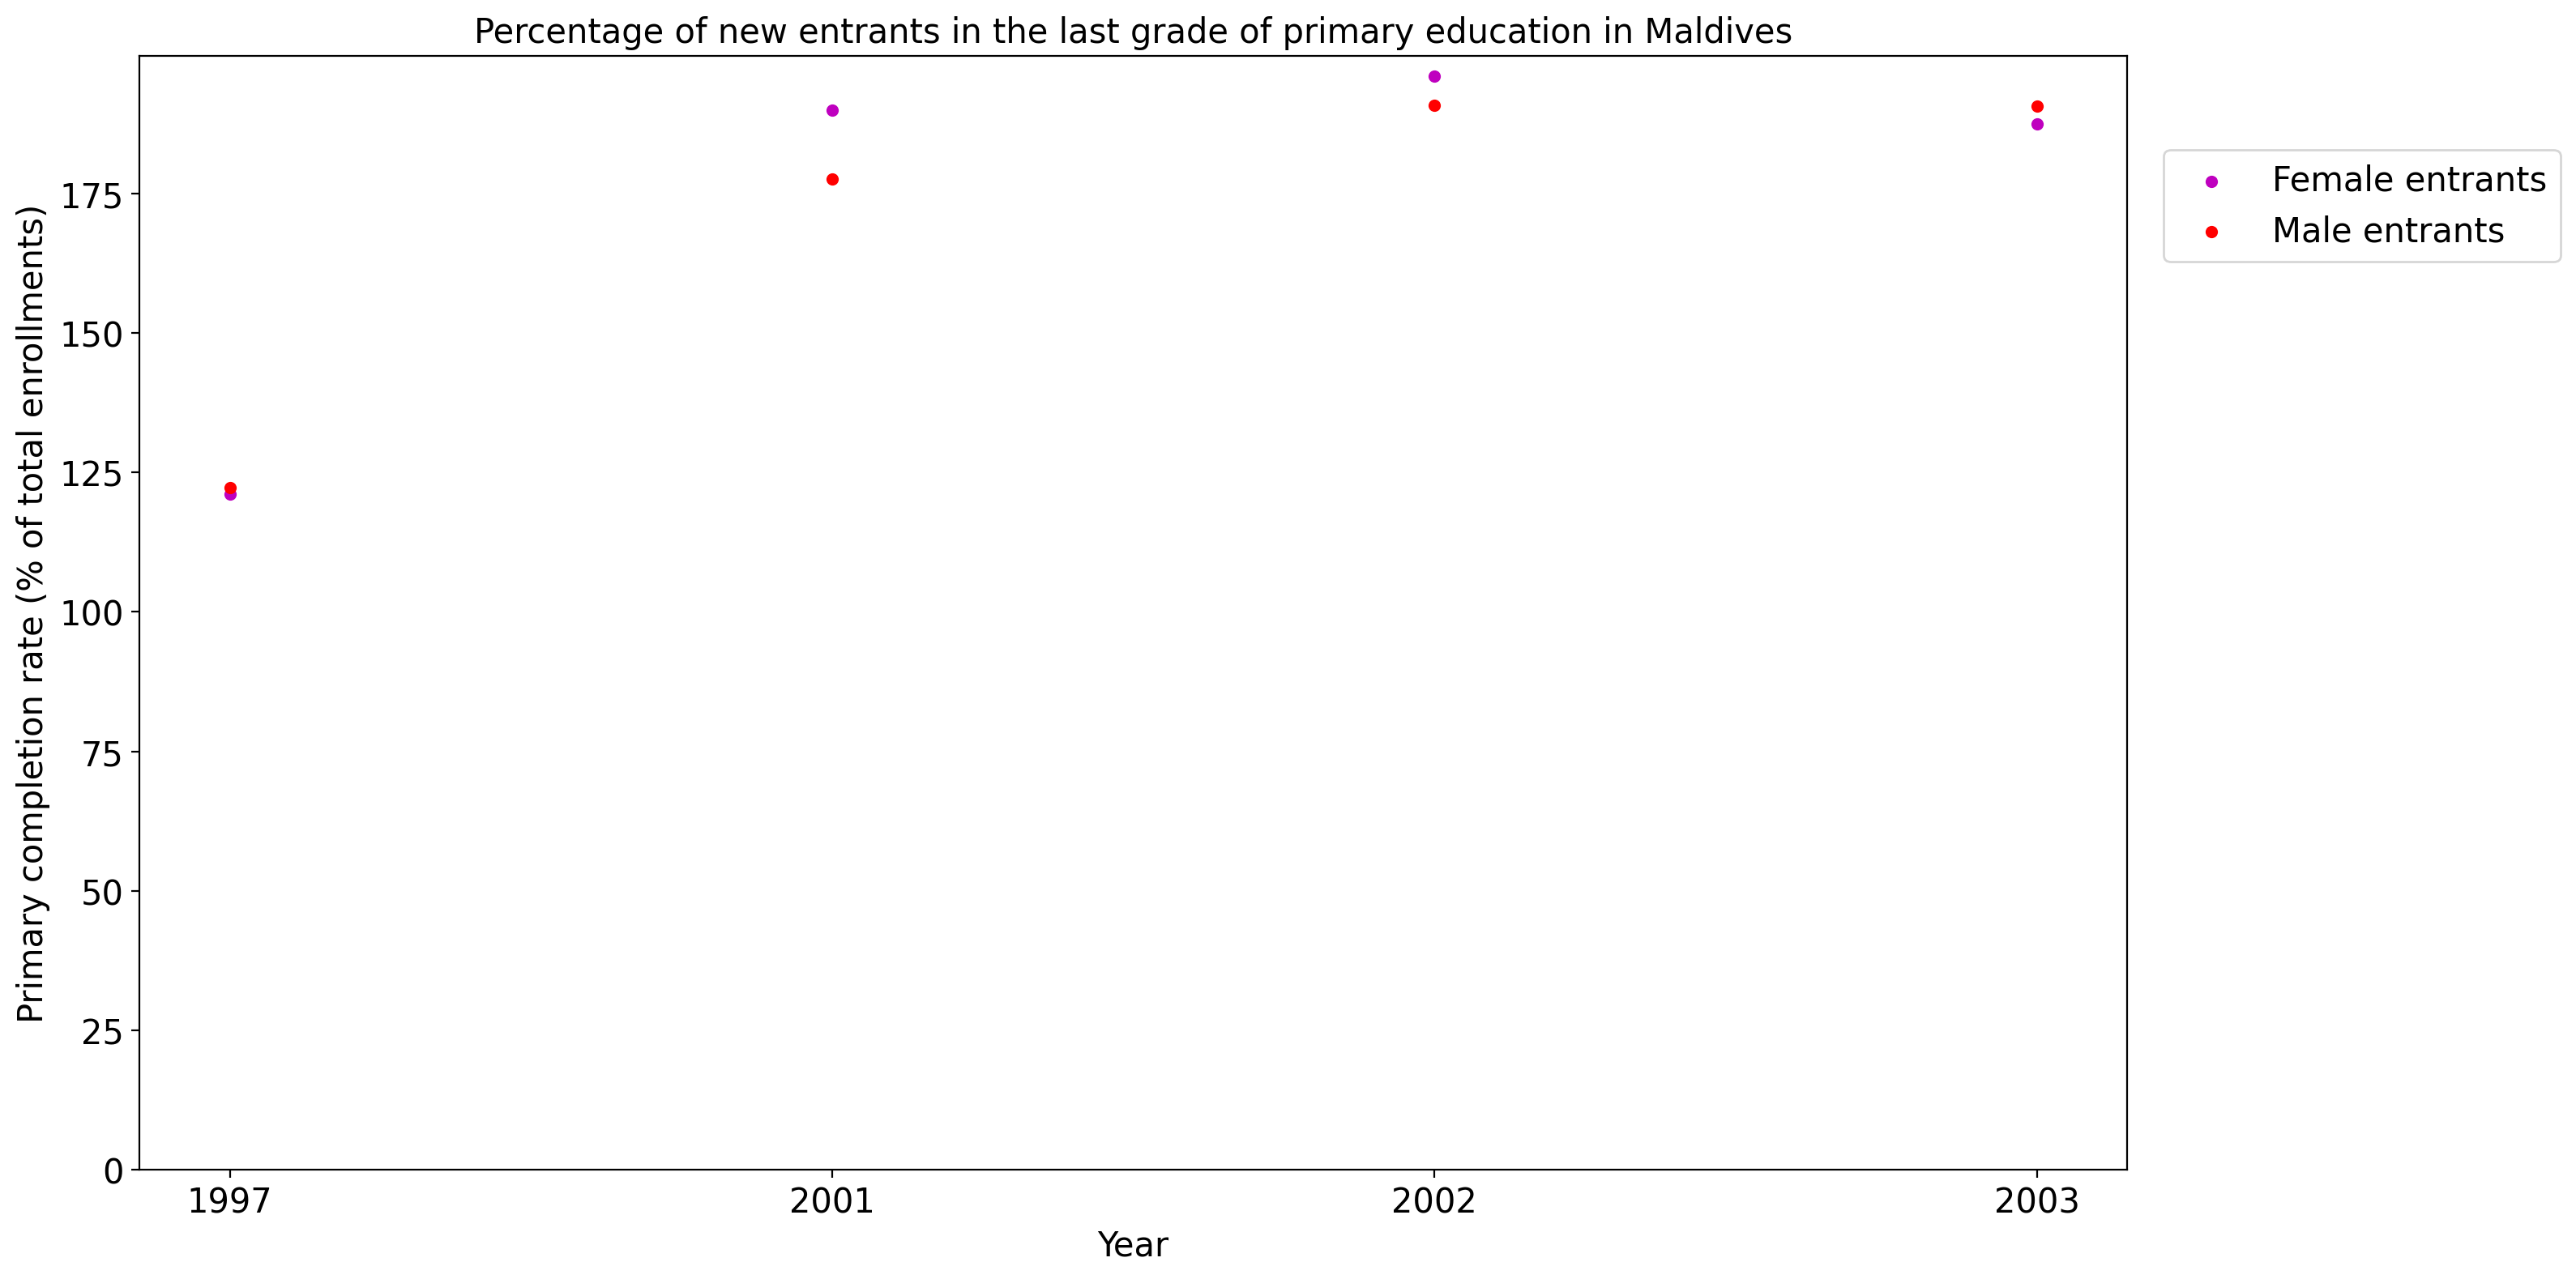 Percentage of new entrants in the last grade of primary education in Maldives
Primary completion rate (% of total enrollments)
175
150
125
100
75
50
25
0
1997
2001
2002
2003
Year
Female entrants
Male entrants